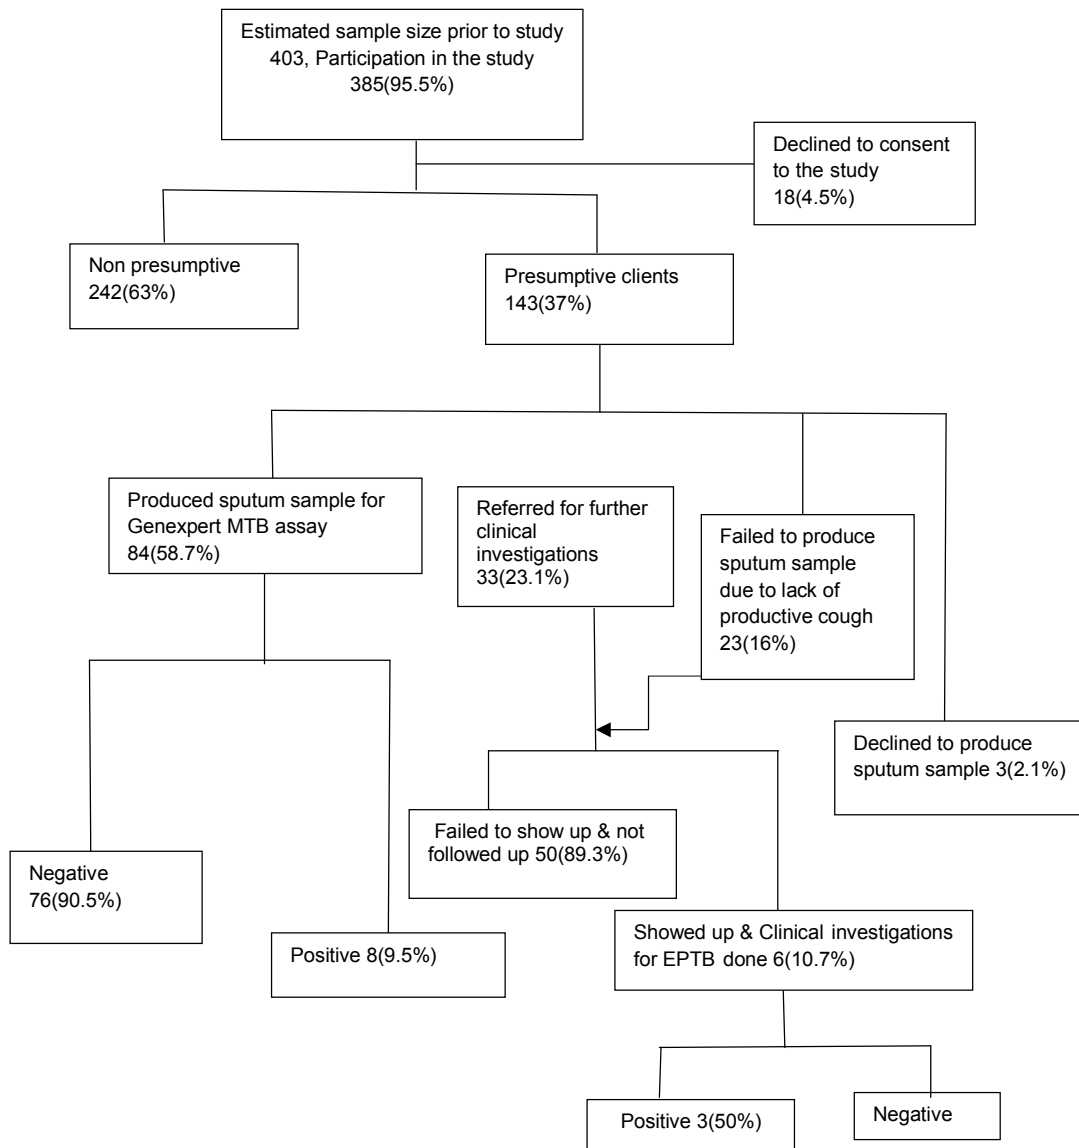 Estimated sample size prior to study
403, Participation in the study
385(95.5%)
Declined to consent
to the study
18(4.5%)
Non presumptive
242(63%)
Presumptive clients
143(37%)
Produced sputum sample for
Genexpert MTB assay
84(58.7%)
Referred for further
clinical
investigations
33(23.1%)
Failed to produce
sputum sample
due to lack of
productive cough
23(16%)
Declined to produce
sputum sample 3(2.1%)
Failed to show up & not
followed up 50(89.3%)
Negative
76(90.5%)
Positive 8(9.5%)
Showed up & Clinical investigations
for EPTB done 6(10.7%)
Positive 3(50%)
Negative